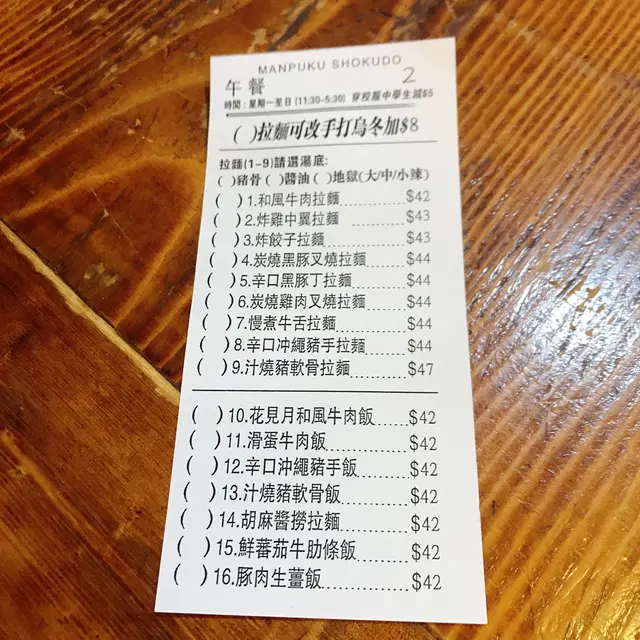 MANPUKU SHOKUDO
午餐 2
時間：星期一至日 (11:30-5:30) 穿校服中學生減$5
( )拉麵可改手打烏冬加$8
拉麵(1-9)請選湯底:
( )豬骨 ( )醬油 ( )地獄(大/中/小辣)
( ) 1.和風牛肉拉麵 $42
( ) 2.炸雞中翼拉麵 $43
( ) 3.炸餃子拉麵 $43
( ) 4.炭燒黑豚叉燒拉麵 $44
( ) 5.辛口黑豚丁拉麵 $44
( ) 6.炭燒雞肉叉燒拉麵 $44
( ) 7.慢煮牛舌拉麵 $44
( ) 8.辛口冲繩豬手拉麵 $44
( ) 9.汁燒豬軟骨拉麵 $47
( ) 10.花見月和風牛肉飯 $42
( ) 11.滑蛋牛肉飯 $42
( ) 12.辛口沖繩豬手飯 $42
( ) 13.汁燒豬軟骨飯 $42
( ) 14.胡麻醬撈拉麵 $42
( ) 15.鮮蕃茄牛肋條飯 $42
( ) 16.豚肉生薑飯 $42